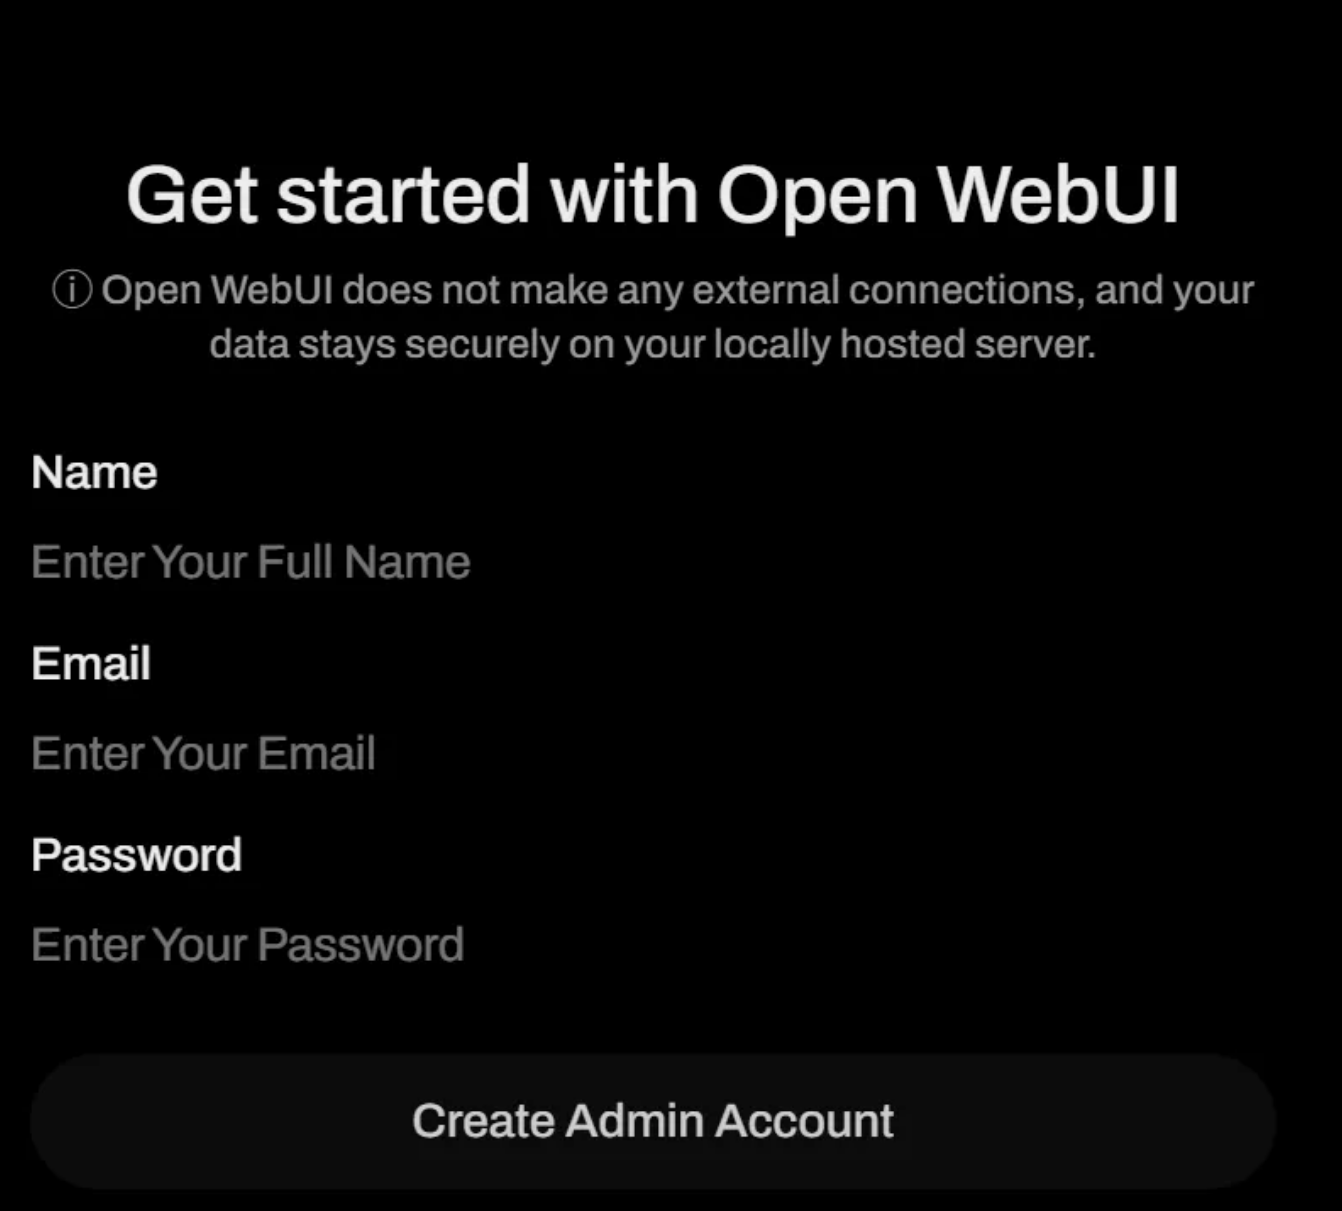 Get started with Open WebUI
ⓘ Open WebUI does not make any external connections, and your
data stays securely on your locally hosted server.
Name
Enter Your Full Name
Email
Enter Your Email
Password
Enter Your Password
Create Admin Account